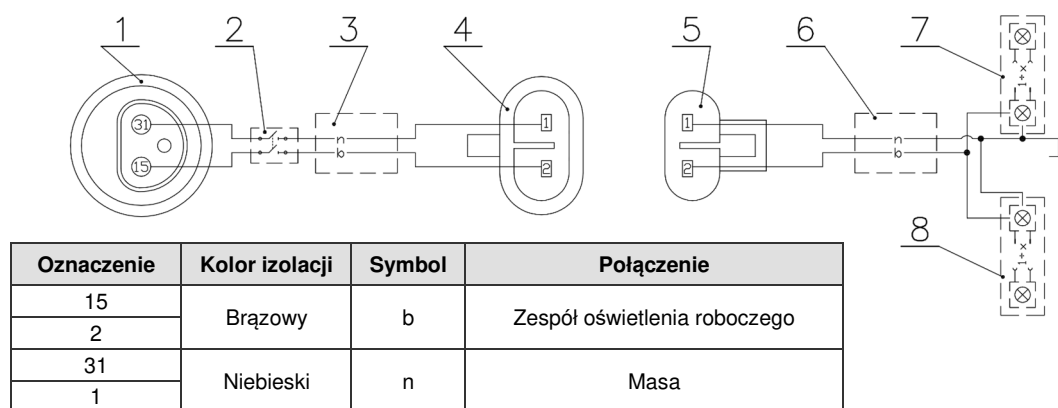 1 2 3 4 5 6 7
31 n 1 1 n
15 b 2 2 b
8
Oznaczenie Kolor izolacji Symbol Połączenie
15 Brązowy b Zespół oświetlenia roboczego
2
31 Niebieski n Masa
1